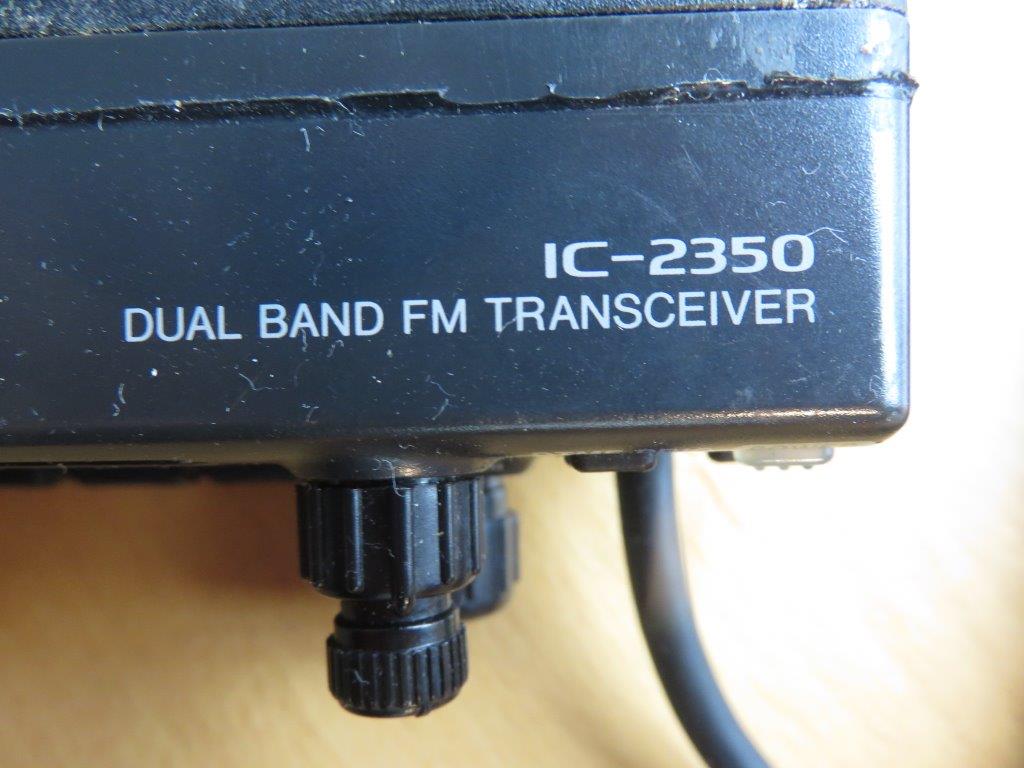 IC-2350
DUAL BAND FM TRANSCEIVER